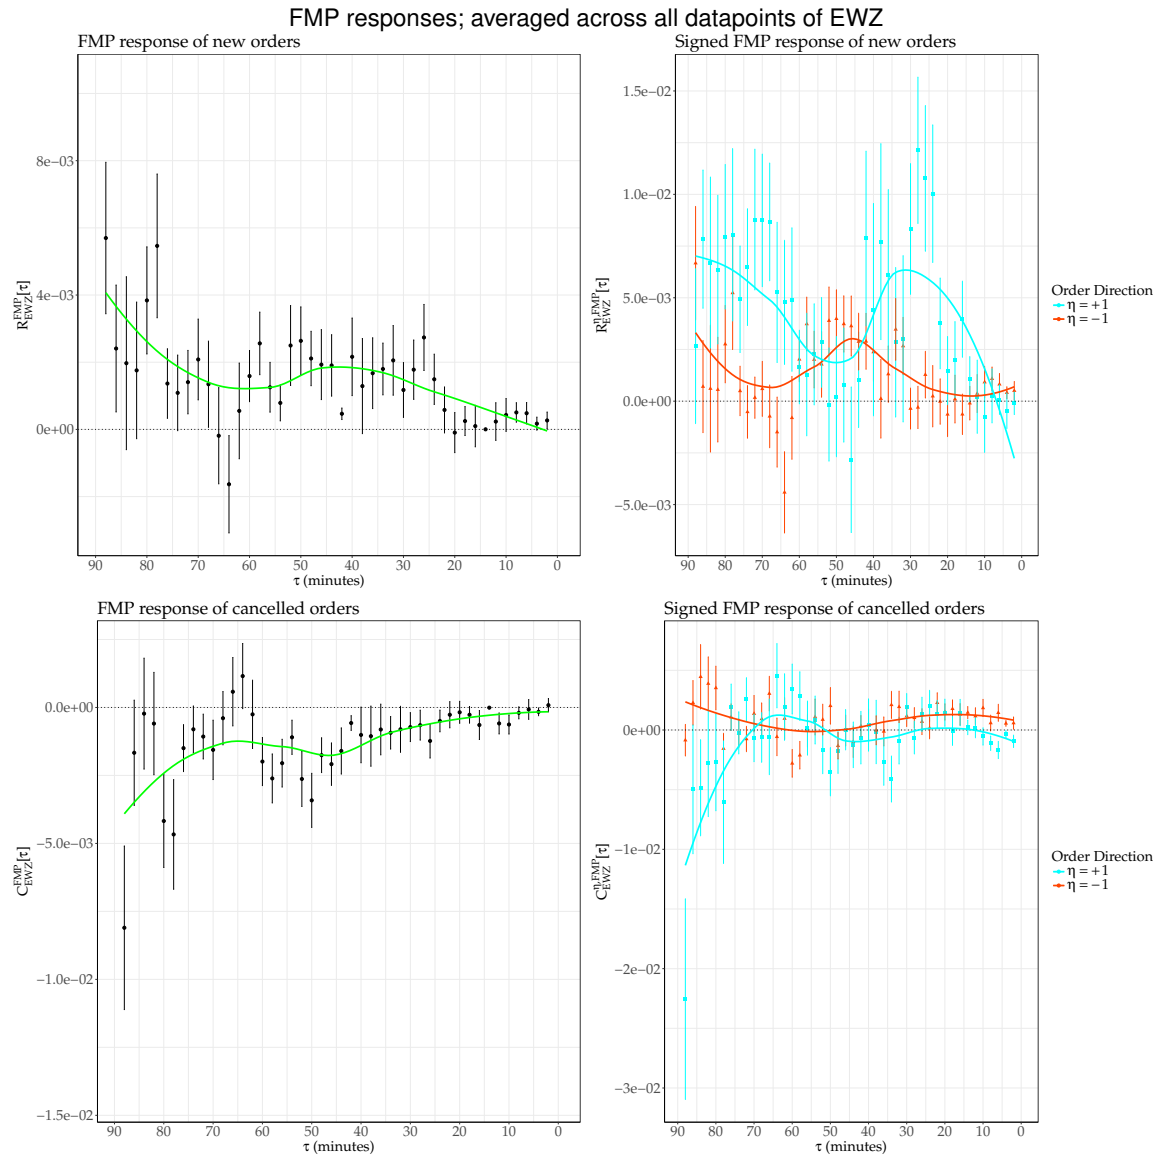 FMP responses; averaged across all datapoints of EWZ
FMP response of new orders
8e−03
4e−03
0e+00
R^FMP_EWZ[τ]
90 80 70 60 50 40 30 20 10 0
τ (minutes)
Signed FMP response of new orders
1.5e−02
1.0e−02
5.0e−03
0.0e+00
−5.0e−03
R^η,FMP_EWZ[τ]
90 80 70 60 50 40 30 20 10 0
τ (minutes)
Order Direction
η = +1
η = −1
FMP response of cancelled orders
0.0e+00
−5.0e−03
−1.0e−02
−1.5e−02
C^FMP_EWZ[τ]
90 80 70 60 50 40 30 20 10 0
τ (minutes)
Signed FMP response of cancelled orders
0e+00
−1e−02
−2e−02
−3e−02
C^η,FMP_EWZ[τ]
90 80 70 60 50 40 30 20 10 0
τ (minutes)
Order Direction
η = +1
η = −1